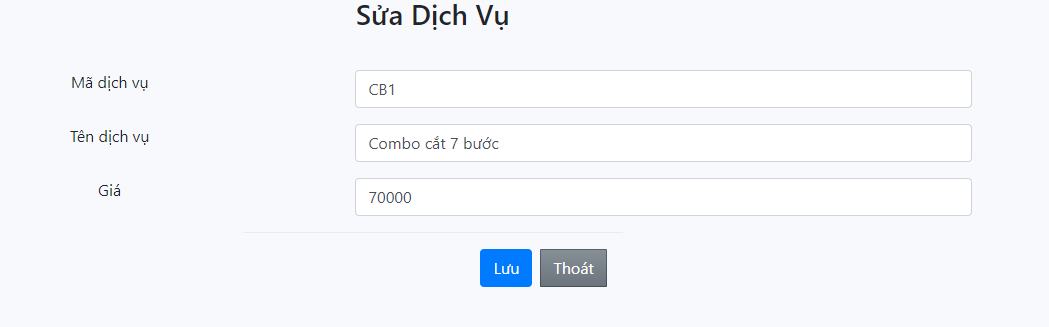 Sửa Dịch Vụ
Mã dịch vụ
CB1
Tên dịch vụ
Combo cắt 7 bước
Giá
70000
Lưu
Thoát